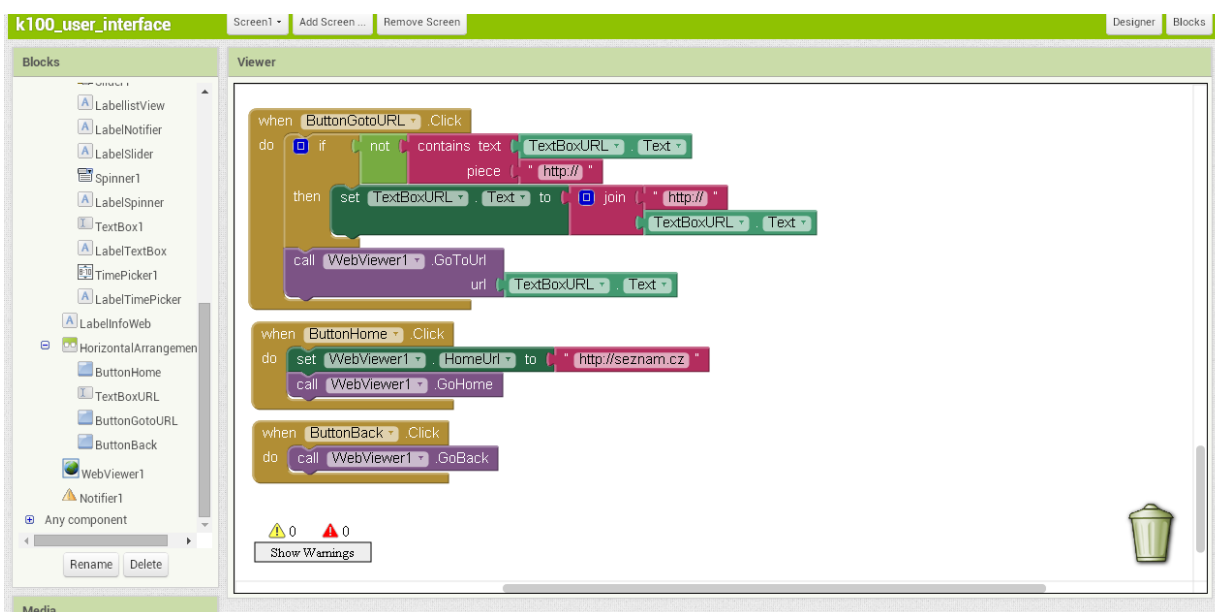 k100_user_interface
Screen1
Add Screen ...
Remove Screen
Designer
Blocks
Blocks
Viewer
LabellistView
LabelNotifier
LabelSlider
Spinner1
LabelSpinner
TextBox1
LabelTextBox
TimePicker1
LabelTimePicker
LabelInfoWeb
HorizontalArrangemen
ButtonHome
TextBoxURL
ButtonGotoURL
ButtonBack
WebViewer1
Notifier1
Any component
Rename
Delete
Media
when ButtonGotoURL .Click
do if not contains text TextBoxURL . Text
piece " http:// "
then set TextBoxURL . Text to join " http:// "
TextBoxURL . Text
call WebViewer1 .GoToUrl
url TextBoxURL . Text
when ButtonHome .Click
do set WebViewer1 . HomeUrl to " http://seznam.cz "
call WebViewer1 .GoHome
when ButtonBack .Click
do call WebViewer1 .GoBack
0 0
Show Warnings